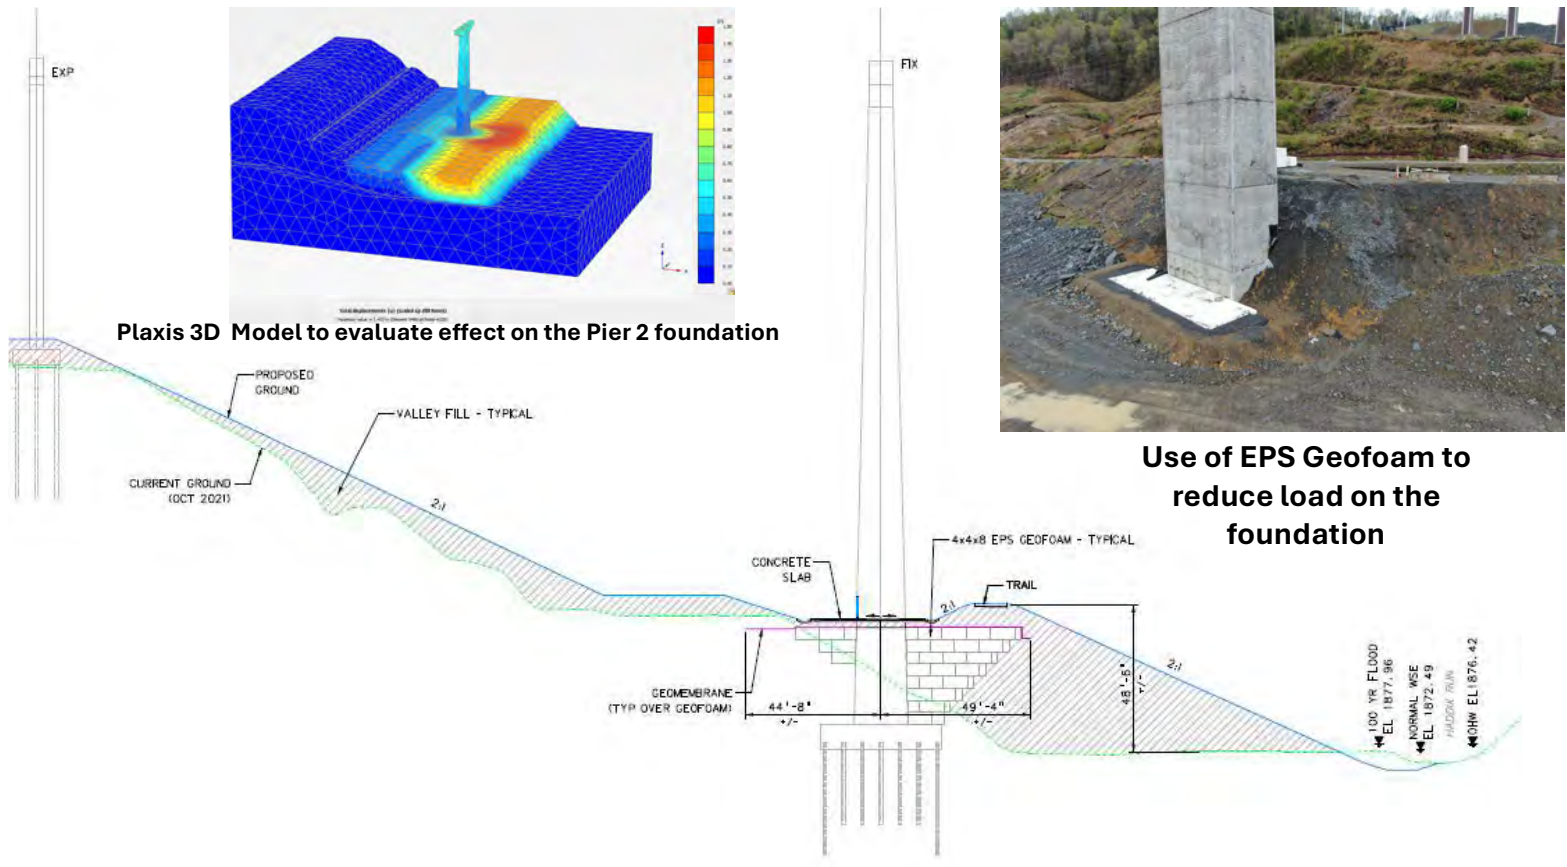 EXP
FIX
Plaxis 3D  Model to evaluate effect on the Pier 2 foundation
Use of EPS Geofoam to
reduce load on the
foundation
PROPOSED
GROUND
VALLEY FILL - TYPICAL
CURRENT GROUND
(OCT 2021)
2:1
CONCRETE
SLAB
4x4x8 EPS GEOFOAM - TYPICAL
TRAIL
2:1
2:1
GEOMEMBRANE
(TYP OVER GEOFOAM)
44'-8"
+/-
49'-4"
+/-
48'-6"
+/-
100 YR FLOOD
EL 1877.96
NORMAL WSE
EL 1872.49
HADDIX RUN
OHW EL1876.42